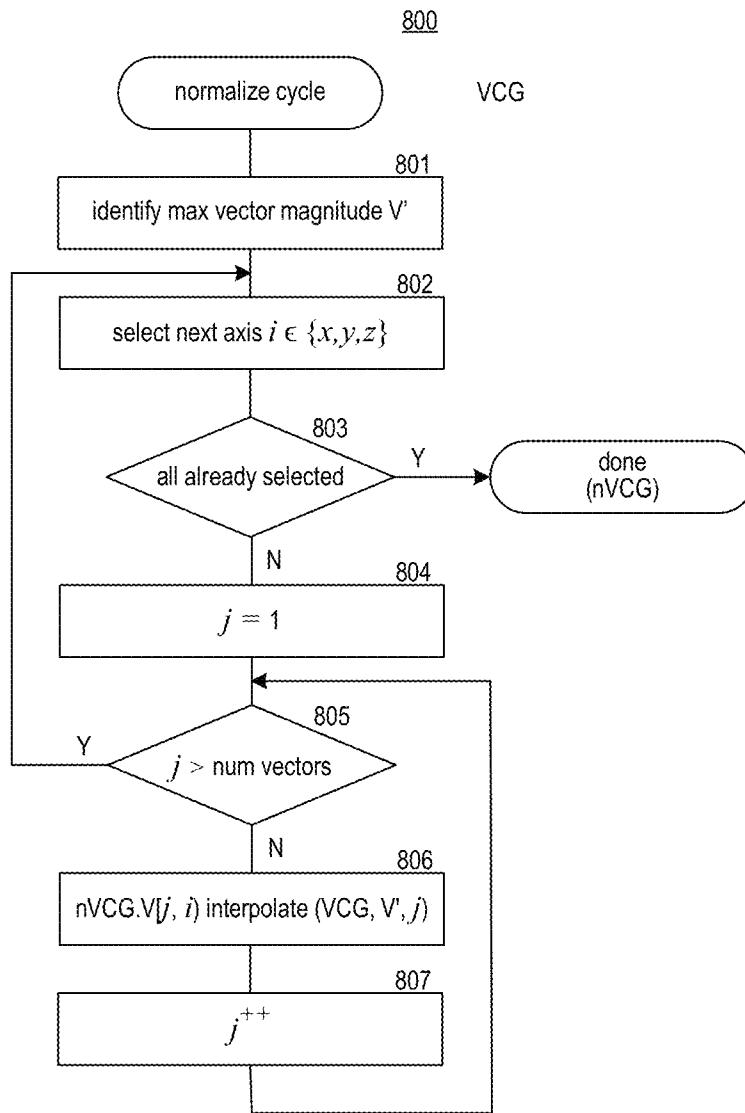 800
normalize cycle
VCG
801
identify max vector magnitude V'
802
select next axis i ∈ {x,y,z}
803
all already selected
Y
done
(nVCG)
N
804
j = 1
805
Y
j > num vectors
N
806
nVCG.V[j, i) interpolate (VCG, V', j)
807
j++